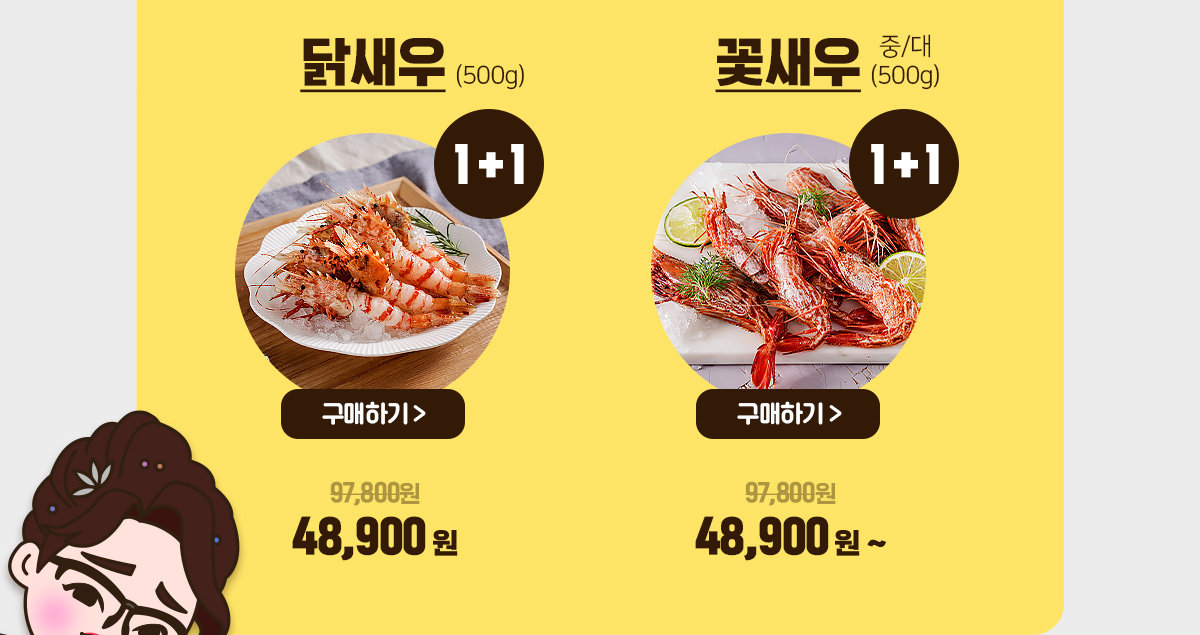 닭새우 (500g)
1+1
구매하기 >
97,800원
48,900 원
꽃새우 중/대 (500g)
1+1
구매하기 >
97,800원
48,900 원 ~